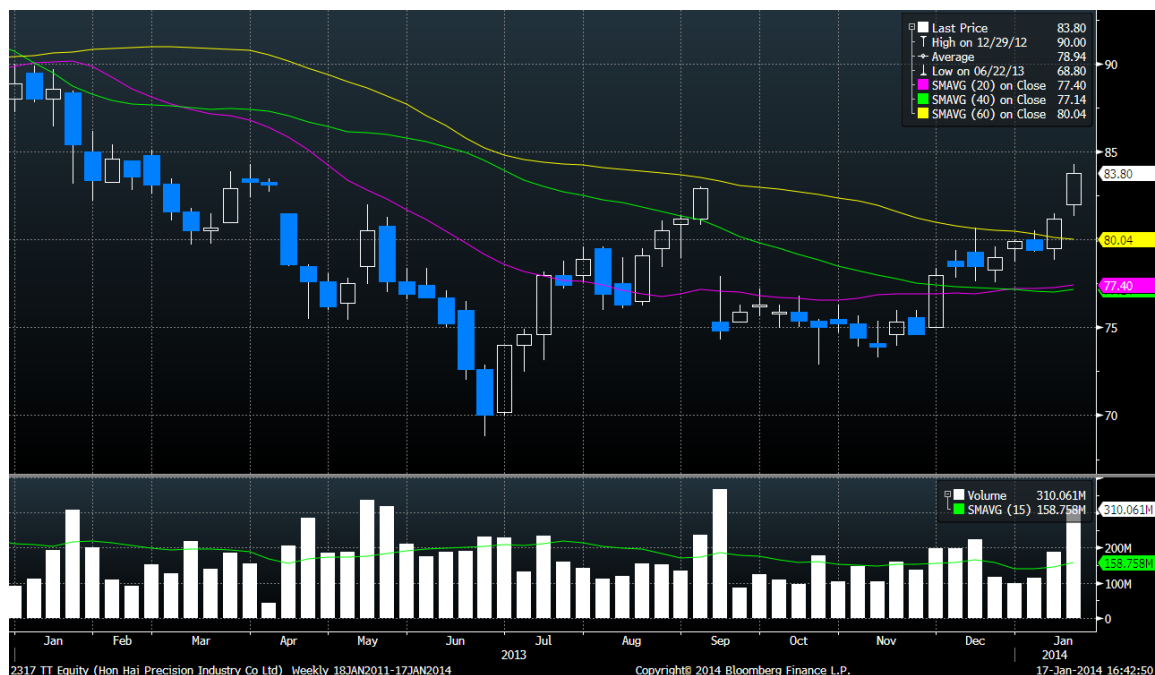 Last Price 83.80
High on 12/29/12 90.00
Average 78.94
Low on 06/22/13 68.80
SMAVG (20) on Close 77.40
SMAVG (40) on Close 77.14
SMAVG (60) on Close 80.04
90
85
83.80
80.04
77.40
75
70
Volume 310.061M
SMAVG (15) 158.758M
310.061M
200M
158.758M
100M
0
Jan Feb Mar Apr May Jun Jul Aug Sep Oct Nov Dec Jan
2013 2014
2317 TT Equity (Hon Hai Precision Industry Co Ltd) Weekly 18JAN2011-17JAN2014 Copyright© 2014 Bloomberg Finance L.P. 17-Jan-2014 16:42:50